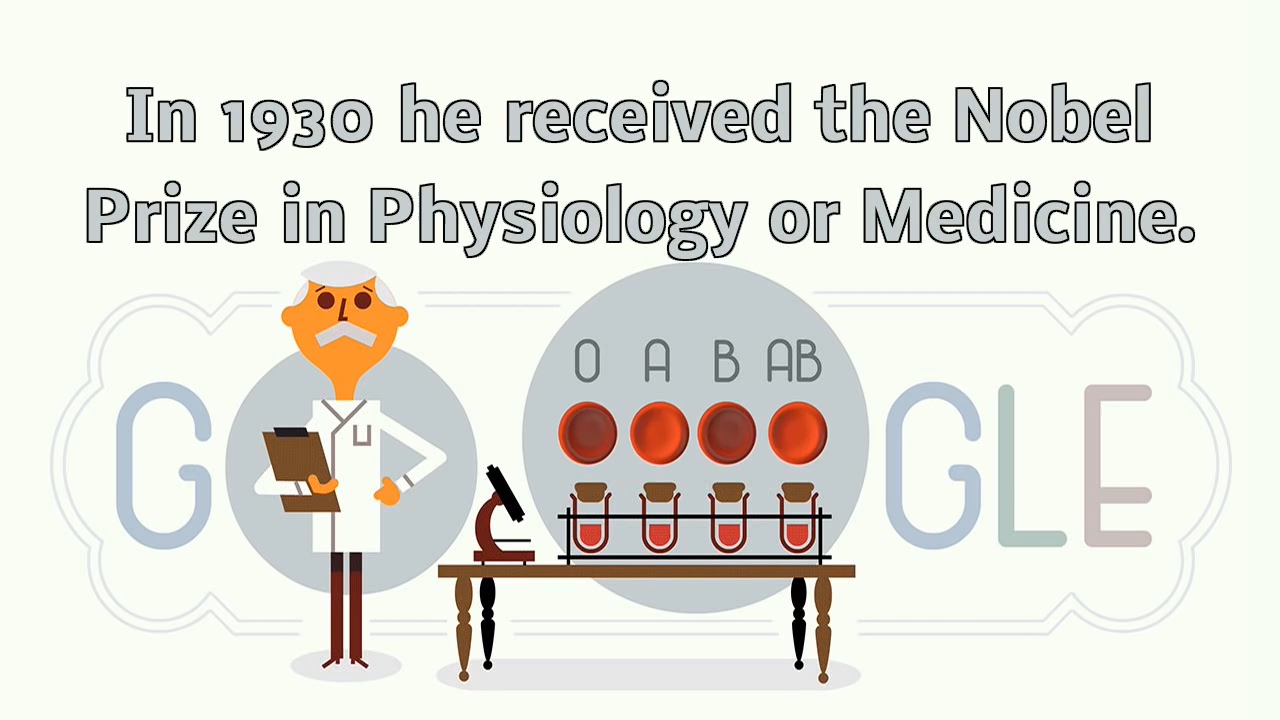 In 1930 he received the Nobel
Prize in Physiology or Medicine.
O A B AB
G GLE